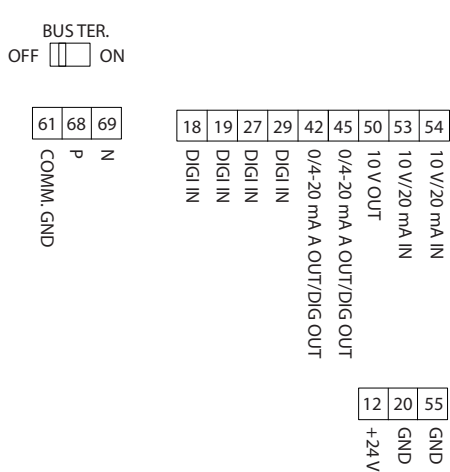 BUS TER.
OFF ON
61 68 69
COMM. GND
P
N
18 19 27 29 42 45 50 53 54
DIGI IN
DIGI IN
DIGI IN
DIGI IN
0/4-20 mA A OUT/DIG OUT
0/4-20 mA A OUT/DIG OUT
10 V OUT
10 V/20 mA IN
10 V/20 mA IN
12 20 55
+24 V
GND
GND